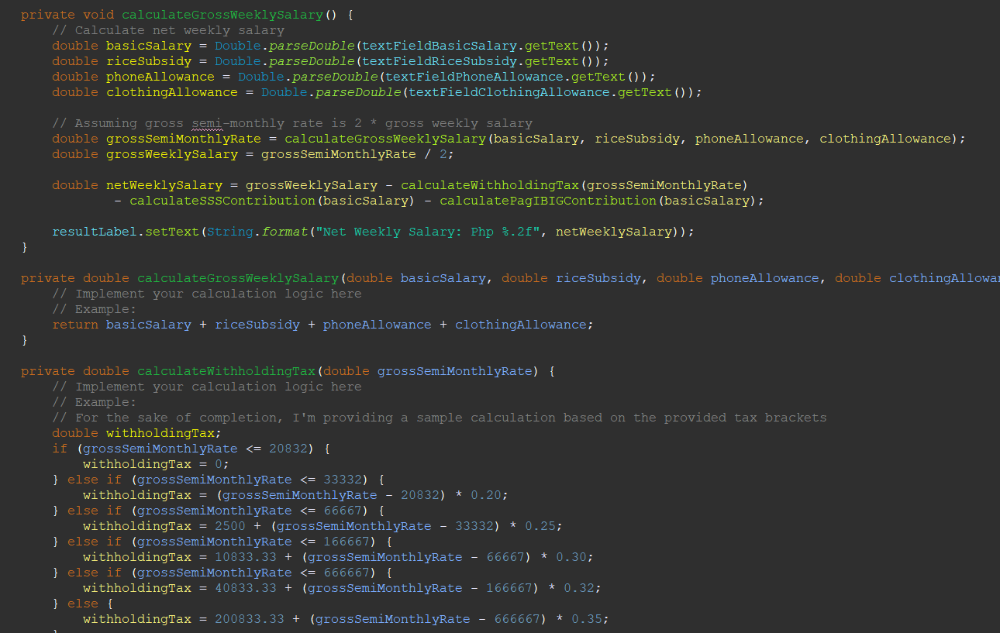 private void calculateGrossWeeklySalary() {
// Calculate net weekly salary
double basicSalary = Double.parseDouble(textFieldBasicSalary.getText());
double riceSubsidy = Double.parseDouble(textFieldRiceSubsidy.getText());
double phoneAllowance = Double.parseDouble(textFieldPhoneAllowance.getText());
double clothingAllowance = Double.parseDouble(textFieldClothingAllowance.getText());
// Assuming gross semi-monthly rate is 2 * gross weekly salary
double grossSemiMonthlyRate = calculateGrossWeeklySalary(basicSalary, riceSubsidy, phoneAllowance, clothingAllowance);
double grossWeeklySalary = grossSemiMonthlyRate / 2;
double netWeeklySalary = grossWeeklySalary - calculateWithholdingTax(grossSemiMonthlyRate)
- calculateSSSContribution(basicSalary) - calculatePagIBIGContribution(basicSalary);
resultLabel.setText(String.format("Net Weekly Salary: Php %.2f", netWeeklySalary));
}
private double calculateGrossWeeklySalary(double basicSalary, double riceSubsidy, double phoneAllowance, double clothingAllowa
// Implement your calculation logic here
// Example:
return basicSalary + riceSubsidy + phoneAllowance + clothingAllowance;
}
private double calculateWithholdingTax(double grossSemiMonthlyRate) {
// Implement your calculation logic here
// Example:
// For the sake of completion, I'm providing a sample calculation based on the provided tax brackets
double withholdingTax;
if (grossSemiMonthlyRate <= 20832) {
withholdingTax = 0;
} else if (grossSemiMonthlyRate <= 33332) {
withholdingTax = (grossSemiMonthlyRate - 20832) * 0.20;
} else if (grossSemiMonthlyRate <= 66667) {
withholdingTax = 2500 + (grossSemiMonthlyRate - 33332) * 0.25;
} else if (grossSemiMonthlyRate <= 166667) {
withholdingTax = 10833.33 + (grossSemiMonthlyRate - 66667) * 0.30;
} else if (grossSemiMonthlyRate <= 666667) {
withholdingTax = 40833.33 + (grossSemiMonthlyRate - 166667) * 0.32;
} else {
withholdingTax = 200833.33 + (grossSemiMonthlyRate - 666667) * 0.35;